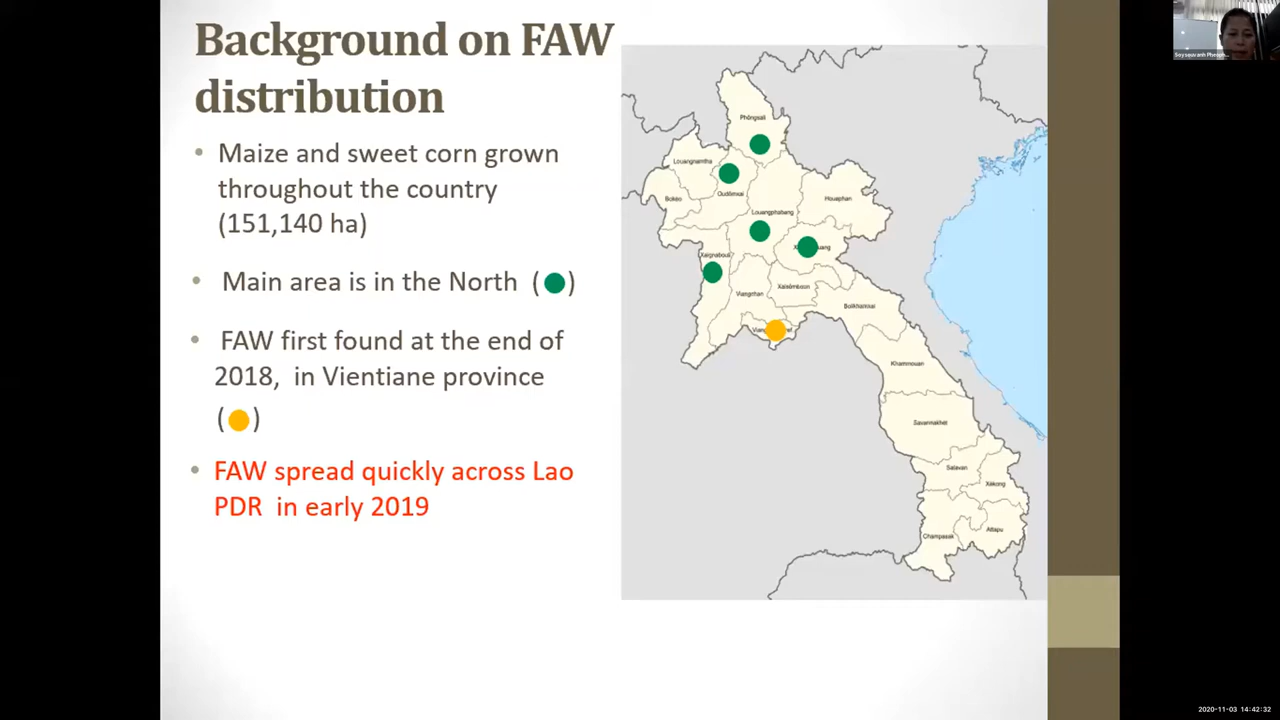 Background on FAW
distribution
• Maize and sweet corn grown
throughout the country
(151,140 ha)
• Main area is in the North ( )
• FAW first found at the end of
2018, in Vientiane province
( )
• FAW spread quickly across Lao
PDR in early 2019
Phôngsali
Louangnamtha
Oudômxai
Bokèo
Louangphabang
Houaphan
Xaignabouli
Viangchan
Xaisômboun
Bolikhamxai
Khammouan
Savannakhét
Salavan
Xékong
Champasak
Attapu
2020-11-03 14:42:32